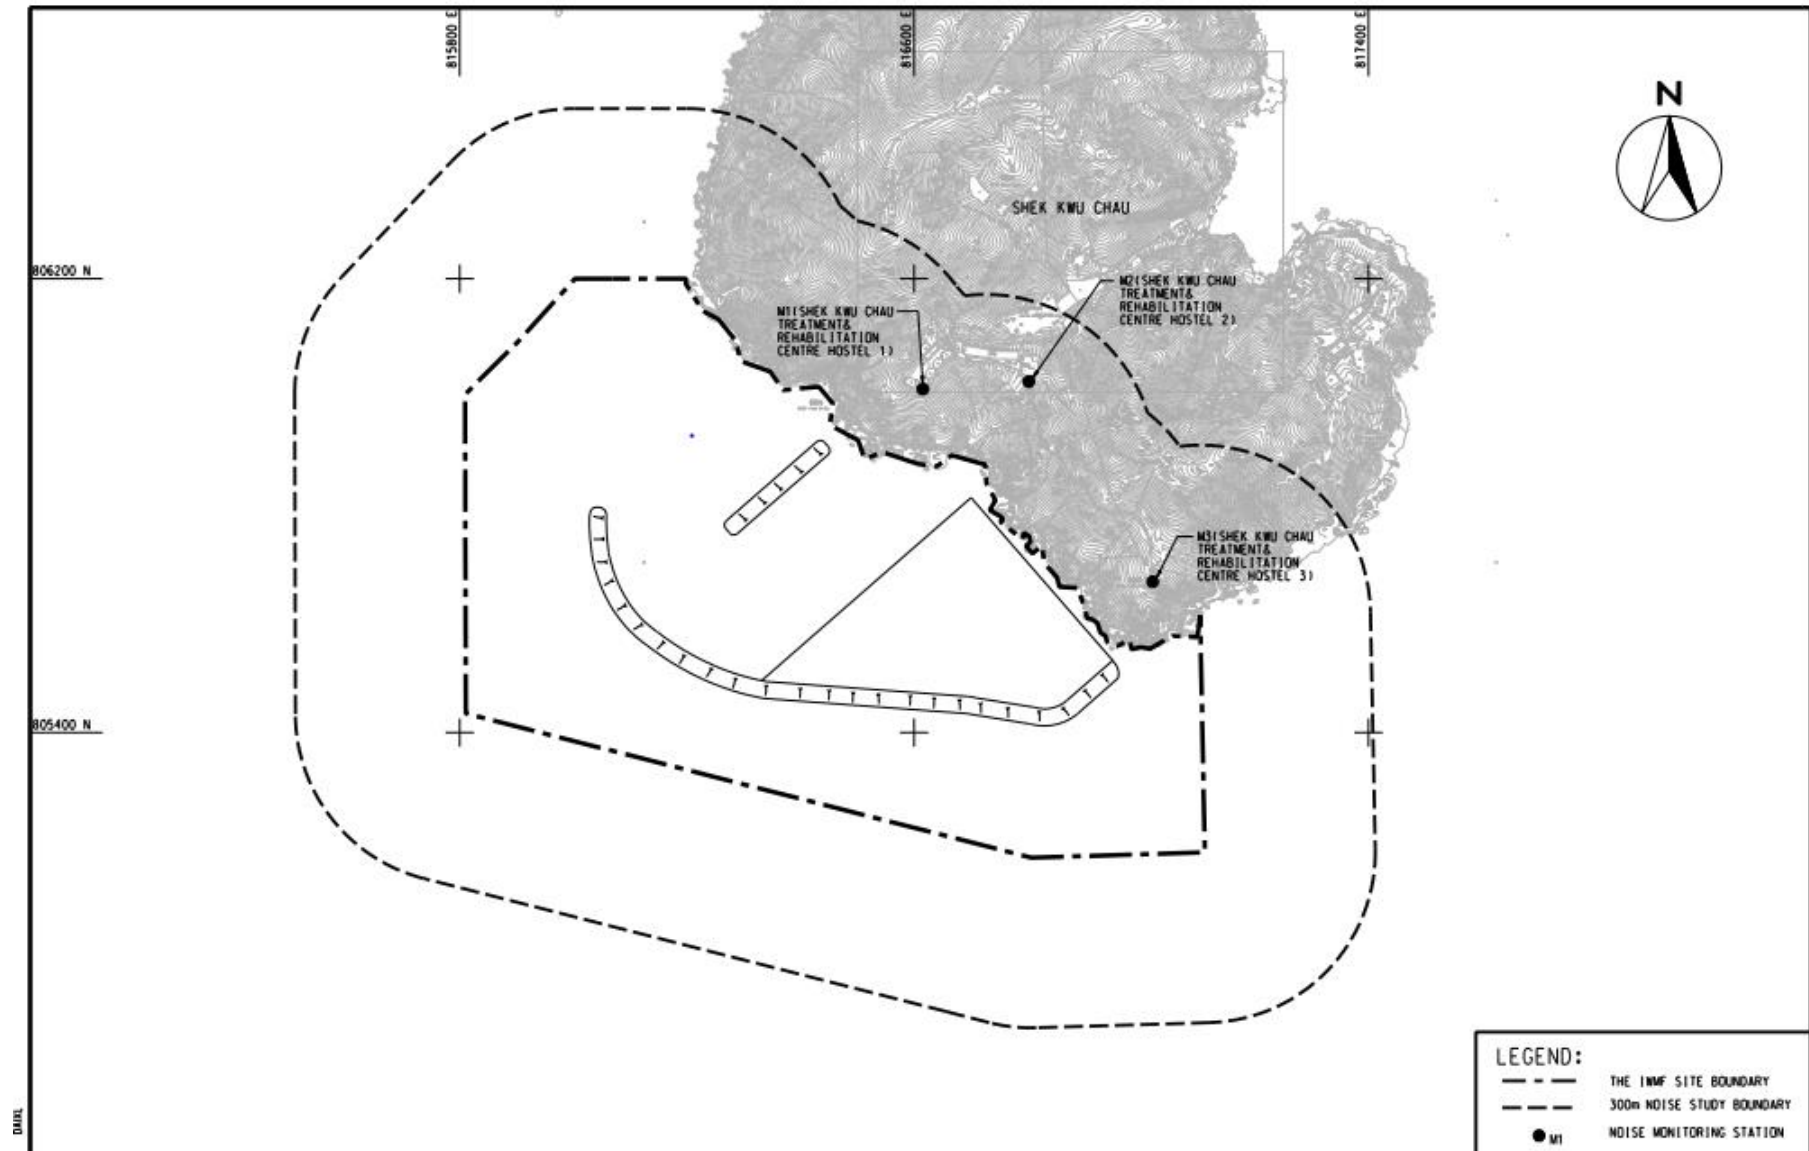 815800 E
816600 E
817400 E
N
SHEK KWU CHAU
806200 N
M1(SHEK KWU CHAU
TREATMENT&
REHABILITATION
CENTRE HOSTEL 1)
M2(SHEK KWU CHAU
TREATMENT&
REHABILITATION
CENTRE HOSTEL 2)
M3(SHEK KWU CHAU
TREATMENT&
REHABILITATION
CENTRE HOSTEL 3)
805400 N
LEGEND:
THE IWMF SITE BOUNDARY
300m NOISE STUDY BOUNDARY
M1 NOISE MONITORING STATION